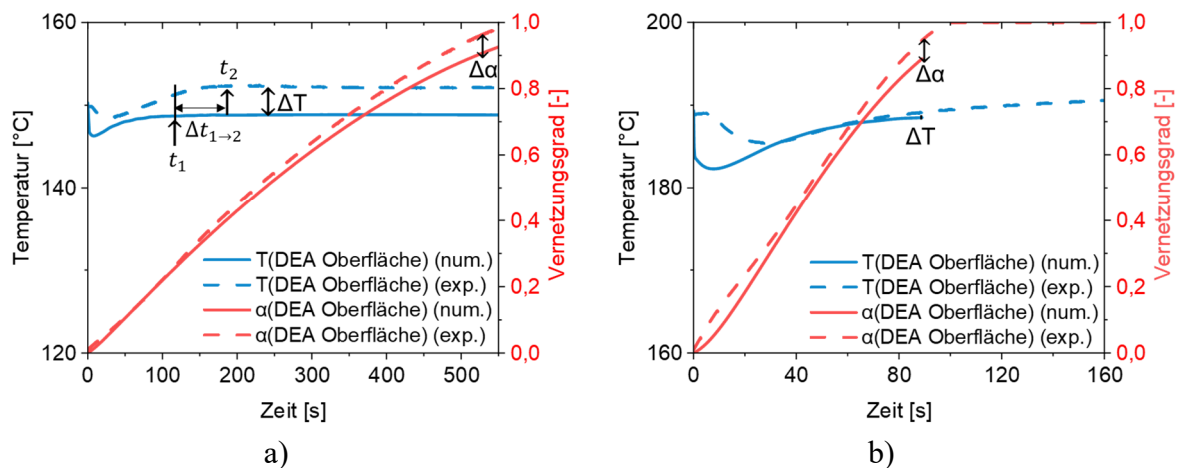 160
140
120
Temperatur [°C]
0 100 200 300 400 500
Zeit [s]
1,0
0,8
0,6
0,4
0,2
0,0
Vernetzungsgrad [-]
t₂
ΔT
Δα
Δt₁→₂
t₁
T(DEA Oberfläche) (num.)
T(DEA Oberfläche) (exp.)
α(DEA Oberfläche) (num.)
α(DEA Oberfläche) (exp.)
a)
200
180
160
Temperatur [°C]
0 40 80 120 160
Zeit [s]
1,0
0,8
0,6
0,4
0,2
0,0
Vernetzungsgrad [-]
Δα
ΔT
T(DEA Oberfläche) (num.)
T(DEA Oberfläche) (exp.)
α(DEA Oberfläche) (num.)
α(DEA Oberfläche) (exp.)
b)